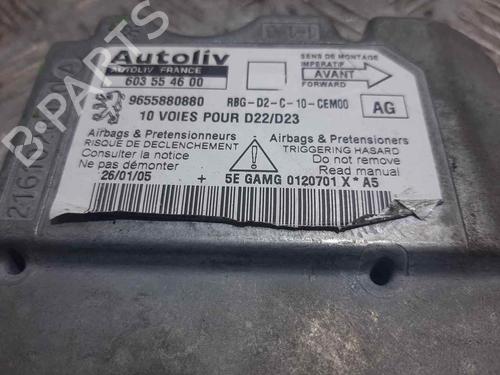 Autoliv
AUTOLIV FRANCE
603 55 46 00
SENS DE MONTAGE
IMPERATIF
AVANT
FORWARD
9655880880
RBG-D2-C-10-CEM00
AG
10 VOIES POUR D22/D23
Airbags & Pretensionneurs
RISQUE DE DECLENCHEMENT
Consulter la notice
Ne pas démonter
Airbags & Pretensioners
TRIGGERING HASARD
Do not remove
Read manual
26/01/05 + 5E GAMG 0120701 X * A5
B-PARTS